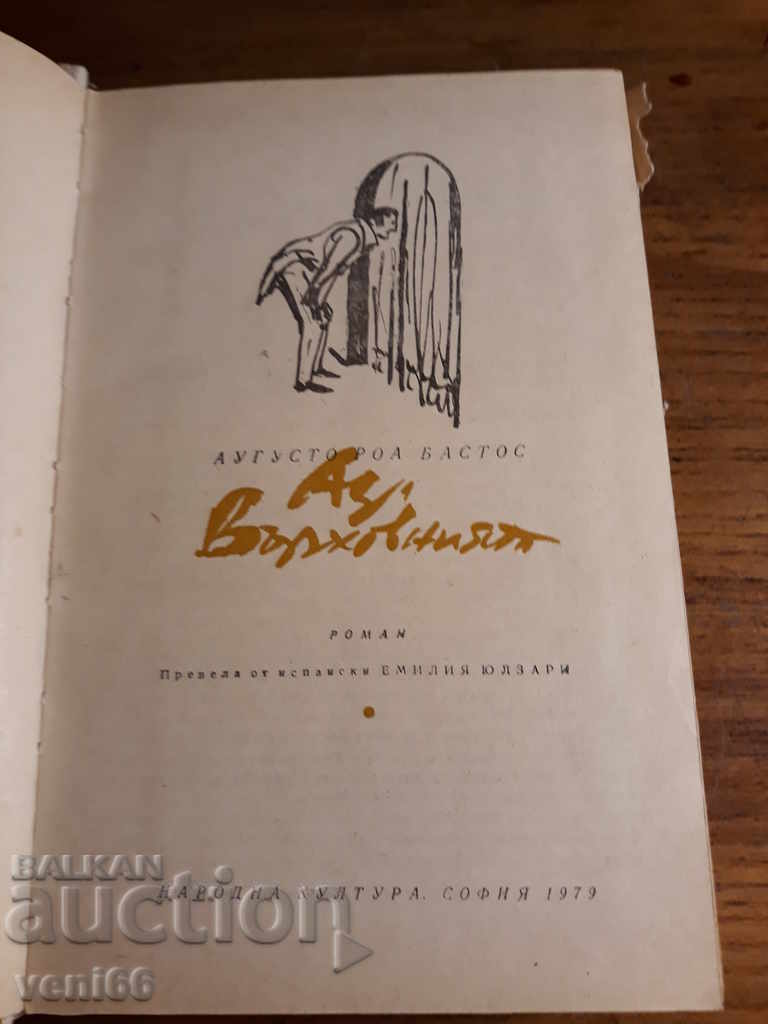 АУГУСТО РОА БАСТОС
Аз,
Върховният
РОМАН
Превела от испански ЕМИЛИЯ ЮЛЗАРИ
НАРОДНА КУЛТУРА. СОФИЯ 1979
BALKAN
auction
veni66